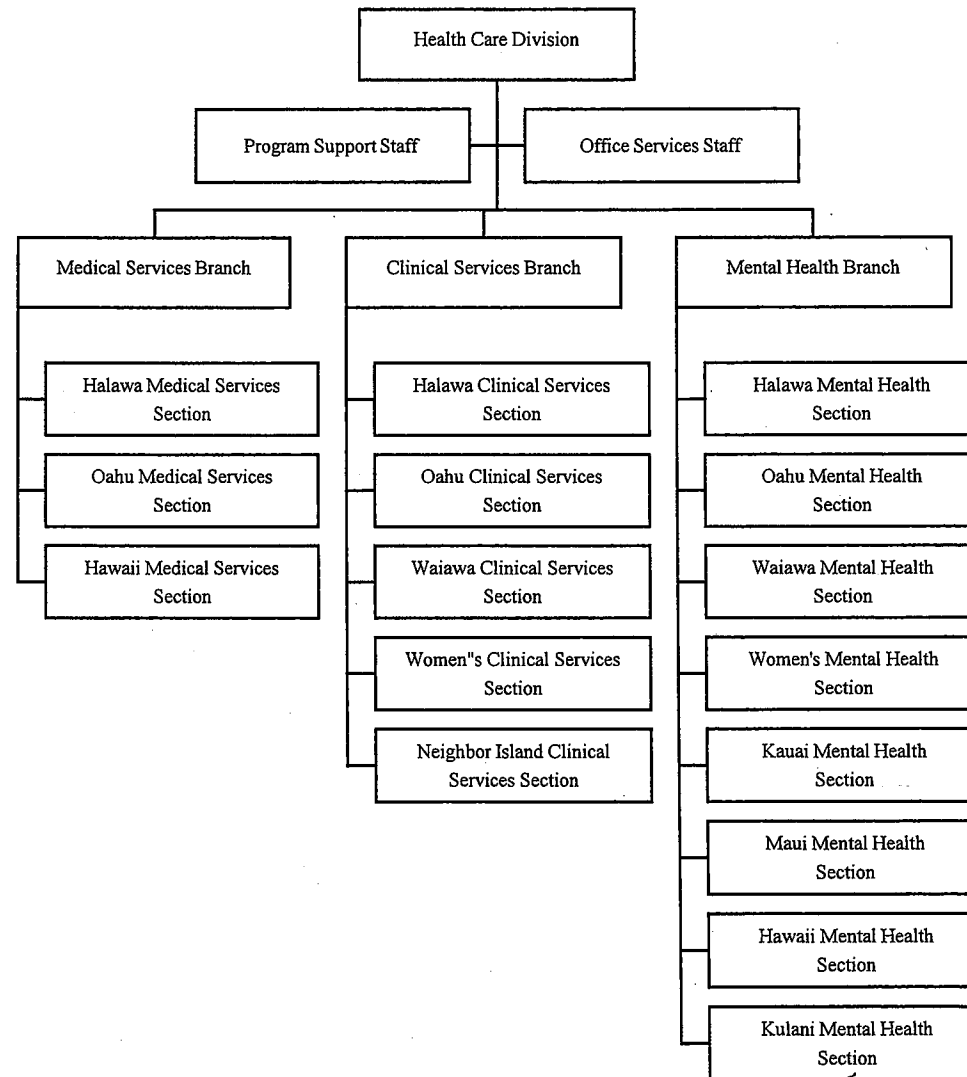 Health Care Division
Program Support Staff
Office Services Staff
Medical Services Branch
Clinical Services Branch
Mental Health Branch
Halawa Medical Services
Section
Oahu Medical Services
Section
Hawaii Medical Services
Section
Halawa Clinical Services
Section
Oahu Clinical Services
Section
Waiawa Clinical Services
Section
Women"s Clinical Services
Section
Neighbor Island Clinical
Services Section
Halawa Mental Health
Section
Oahu Mental Health
Section
Waiawa Mental Health
Section
Women's Mental Health
Section
Kauai Mental Health
Section
Maui Mental Health
Section
Hawaii Mental Health
Section
Kulani Mental Health
Section